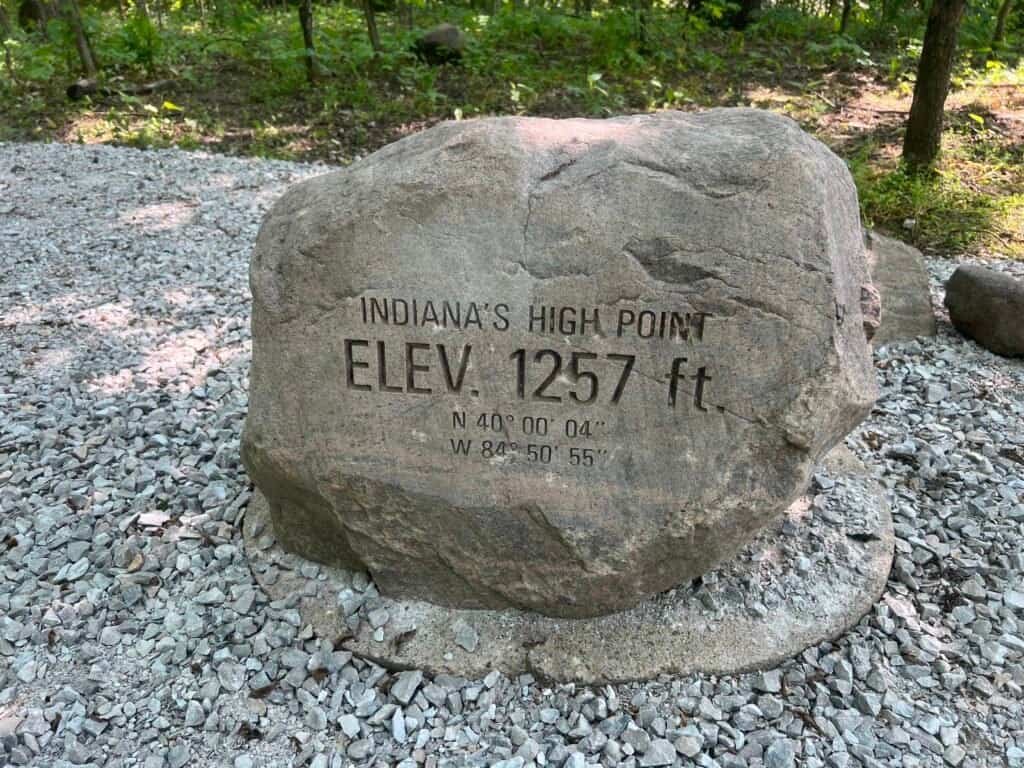 INDIANA'S HIGH POINT
ELEV. 1257 ft.
N 40° 00' 04"
W 84° 50' 55"